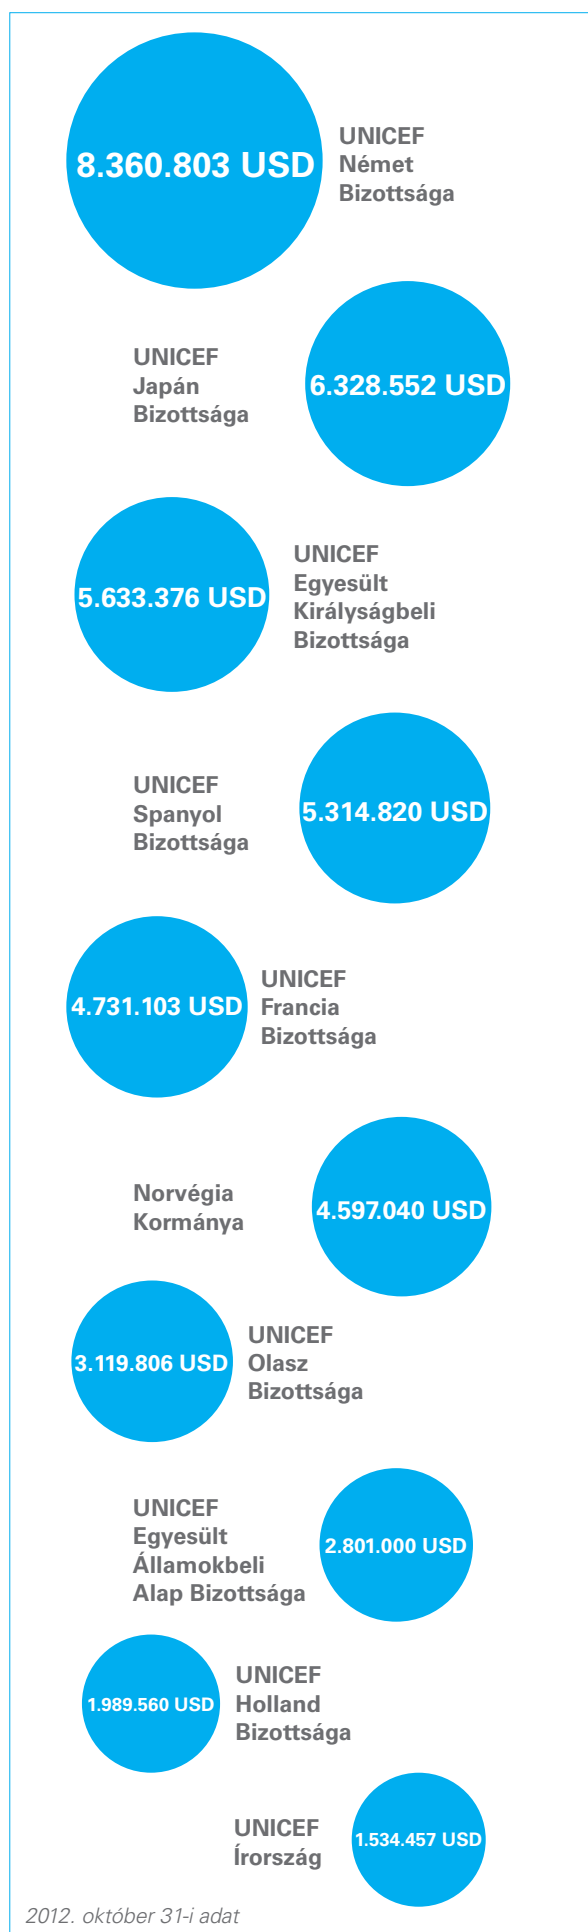 8.360.803 USD
UNICEF
Német
Bizottsága
UNICEF
Japán
Bizottsága
6.328.552 USD
5.633.376 USD
UNICEF
Egyesült
Királyságbeli
Bizottsága
UNICEF
Spanyol
Bizottsága
5.314.820 USD
4.731.103 USD
UNICEF
Francia
Bizottsága
Norvégia
Kormánya
4.597.040 USD
3.119.806 USD
UNICEF
Olasz
Bizottsága
UNICEF
Egyesült
Államokbeli
Alap Bizottsága
2.801.000 USD
1.989.560 USD
UNICEF
Holland
Bizottsága
UNICEF
Írország
1.534.457 USD
2012. október 31-i adat